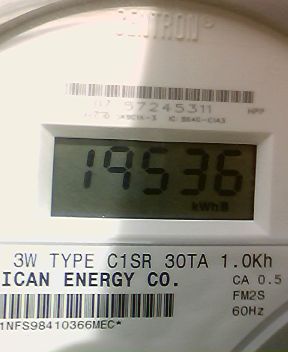 CENTRON®
57245311
19536
kWh
3W TYPE C1SR 30TA 1.0Kh
ICAN ENERGY CO. CA 0.5
FM2S
60Hz
1NFS98410366MEC*